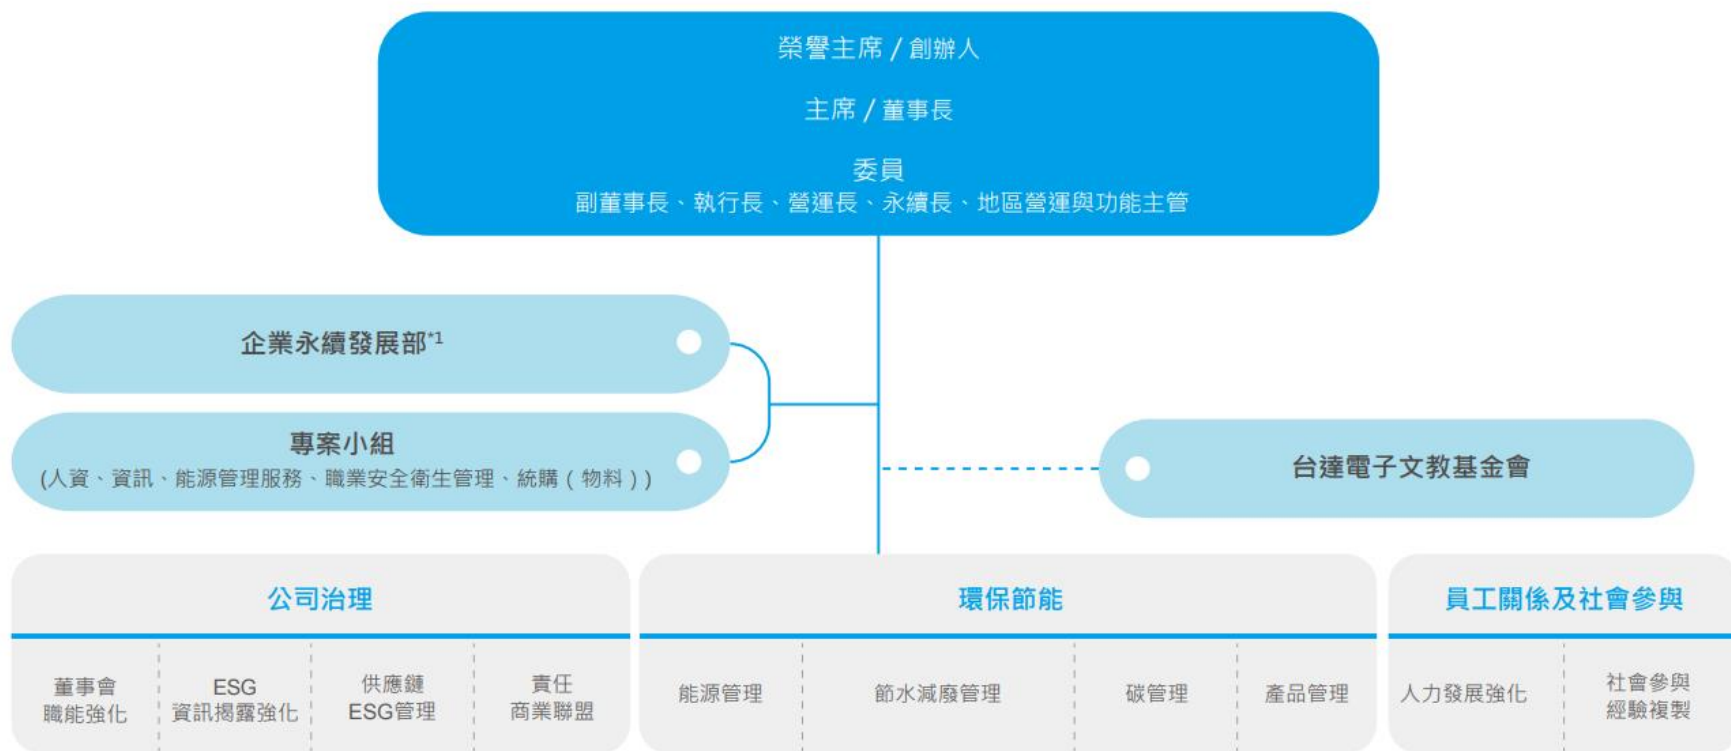 榮譽主席 / 創辦人
主席 / 董事長
委員
副董事長、執行長、營運長、永續長、地區營運與功能主管
企業永續發展部*1
專案小組
(人資、資訊、能源管理服務、職業安全衛生管理、統購（物料）)
台達電子文教基金會
公司治理
董事會
職能強化
ESG
資訊揭露強化
供應鏈
ESG管理
責任
商業聯盟
環保節能
能源管理
節水減廢管理
碳管理
產品管理
員工關係及社會參與
人力發展強化
社會參與
經驗複製